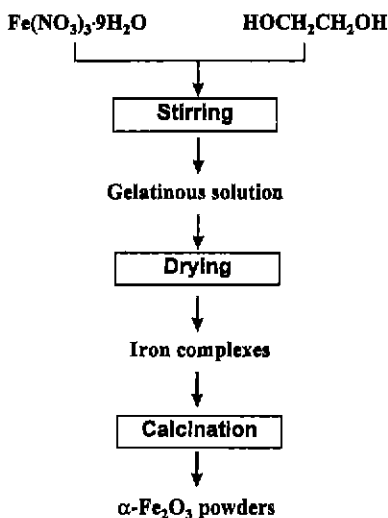 Fe(NO₃)₃·9H₂O HOCH₂CH₂OH
Stirring
Gelatinous solution
Drying
Iron complexes
Calcination
α-Fe₂O₃ powders